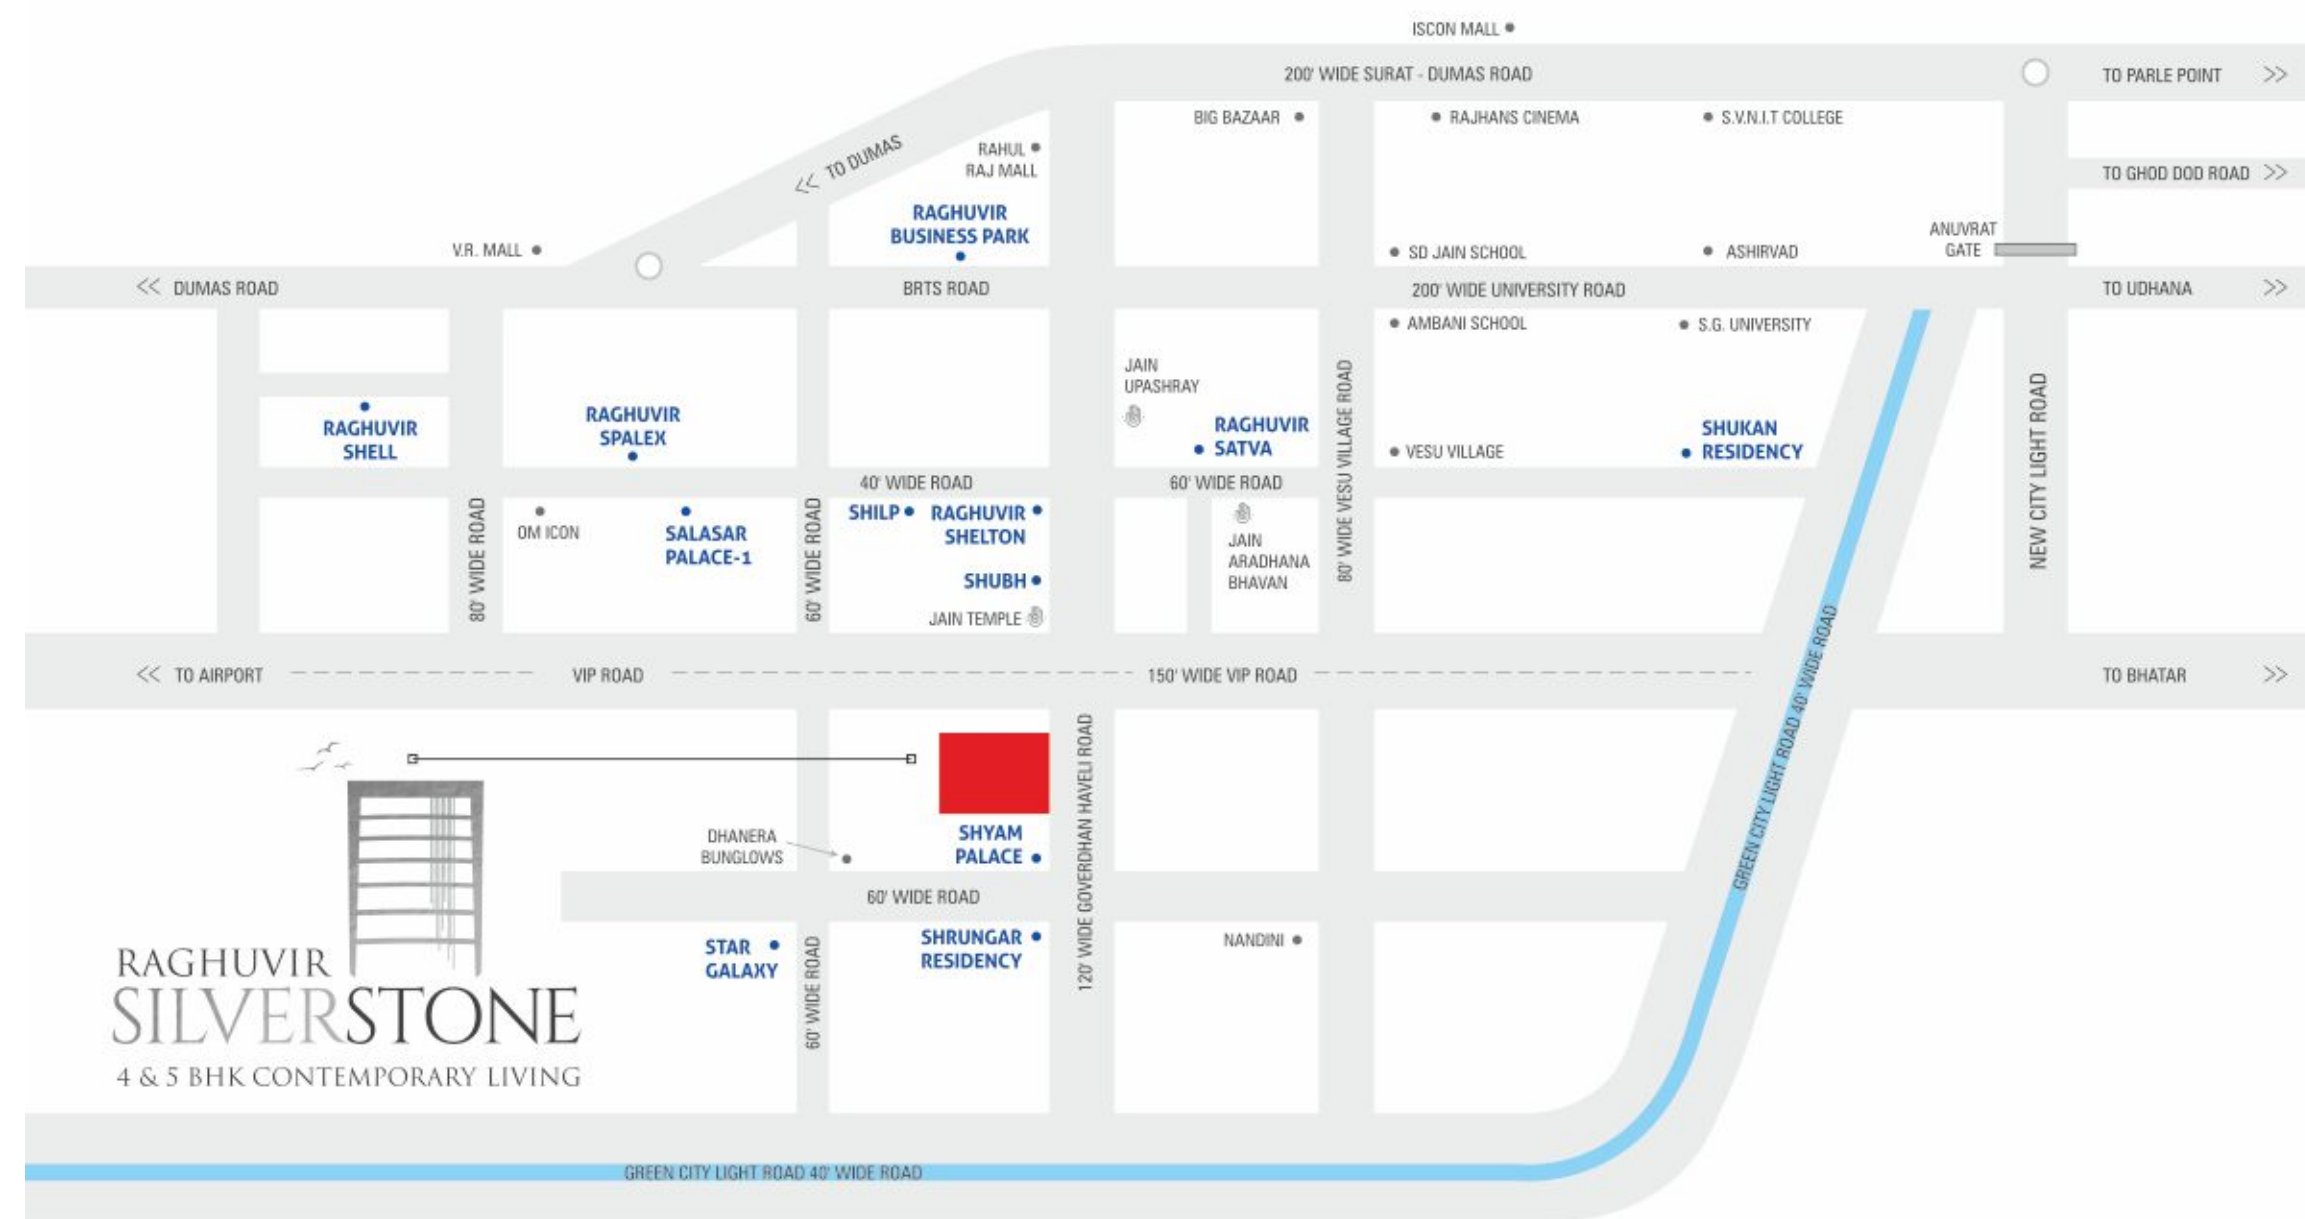 ISCON MALL
200' WIDE SURAT - DUMAS ROAD
TO PARLE POINT >>
BIG BAZAAR
RAJHANS CINEMA
S.V.N.I.T COLLEGE
<< TO DUMAS
RAHUL
RAJ MALL
TO GHOD DOD ROAD >>
RAGHUVIR
BUSINESS PARK
ANUVRAT
GATE
V.R. MALL
SD JAIN SCHOOL
ASHIRVAD
<< DUMAS ROAD
BRTS ROAD
200' WIDE UNIVERSITY ROAD
TO UDHANA >>
AMBANI SCHOOL
S.G. UNIVERSITY
JAIN
UPASHRAY
RAGHUVIR
SHELL
RAGHUVIR
SPALEX
RAGHUVIR
SATVA
80' WIDE VESU VILLAGE ROAD
VESU VILLAGE
SHUKAN
RESIDENCY
NEW CITY LIGHT ROAD
40' WIDE ROAD
60' WIDE ROAD
80' WIDE ROAD
OM ICON
SALASAR
PALACE-1
60' WIDE ROAD
SHILP
RAGHUVIR
SHELTON
SHUBH
JAIN TEMPLE
JAIN
ARADHANA
BHAVAN
<< TO AIRPORT
VIP ROAD
150' WIDE VIP ROAD
TO BHATAR >>
GREEN CITY LIGHT ROAD 40' WIDE ROAD
120' WIDE GOVERDHAN HAVELI ROAD
DHANERA
BUNGLOWS
SHYAM
PALACE
60' WIDE ROAD
STAR
GALAXY
60' WIDE ROAD
SHRUNGAR
RESIDENCY
NANDINI
RAGHUVIR
SILVERSTONE
4 & 5 BHK CONTEMPORARY LIVING
GREEN CITY LIGHT ROAD 40' WIDE ROAD